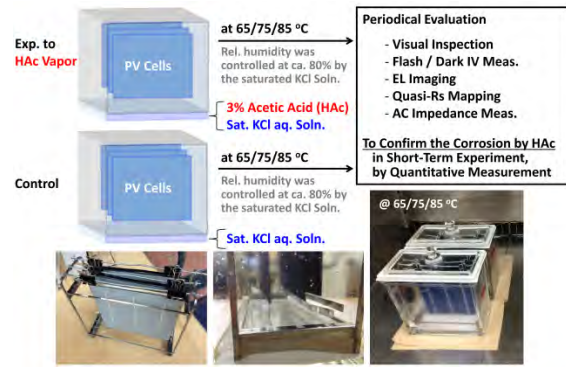 Exp. to
HAc Vapor
PV Cells
at 65/75/85 °C
Rel. humidity was
controlled at ca. 80% by
the saturated KCl Soln.
3% Acetic Acid (HAc)
Sat. KCl aq. Soln.
Control
PV Cells
at 65/75/85 °C
Rel. humidity was
controlled at ca. 80% by
the saturated KCl Soln.
Sat. KCl aq. Soln.
Periodical Evaluation
- Visual Inspection
- Flash / Dark IV Meas.
- EL Imaging
- Quasi-Rs Mapping
- AC Impedance Meas.
To Confirm the Corrosion by HAc
in Short-Term Experiment,
by Quantitative Measurement
@ 65/75/85 °C